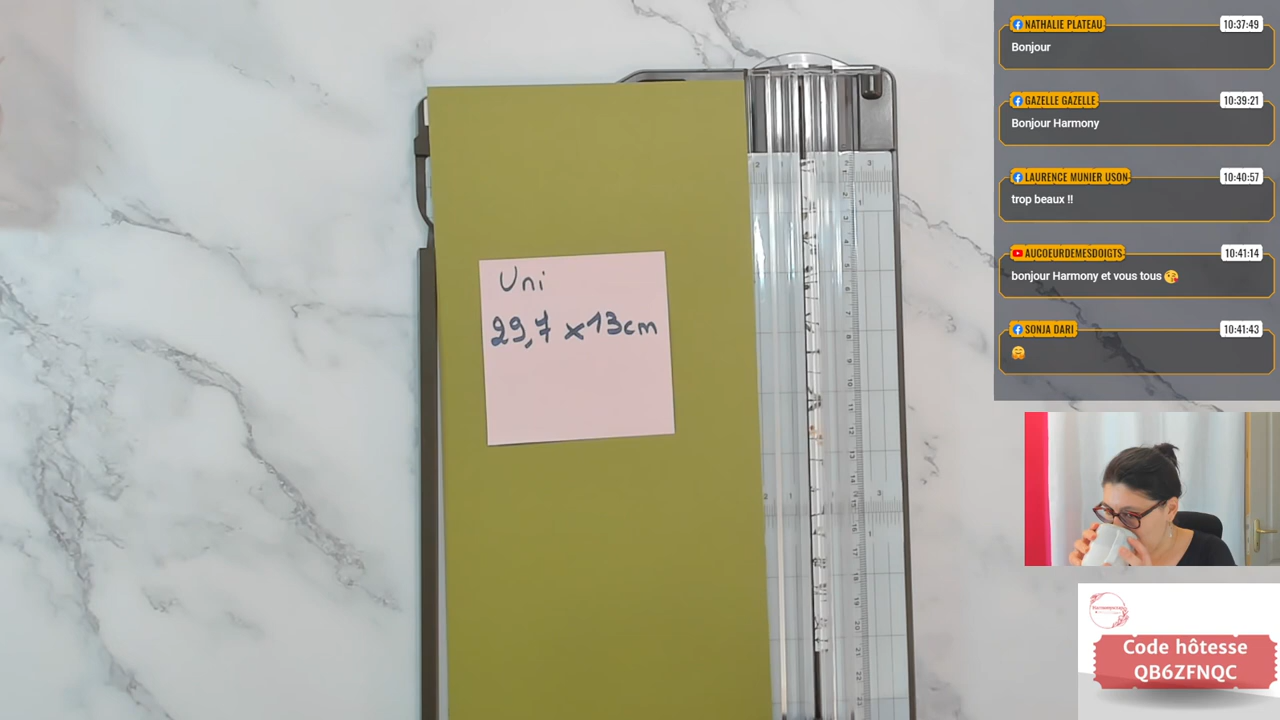 Uni
29,7 x 13cm
NATHALIE PLATEAU
10:37:49
Bonjour
GAZELLE GAZELLE
10:39:21
Bonjour Harmony
LAURENCE MUNIER USON
10:40:57
trop beaux !!
AUCOEURDEMESDOIGTS
10:41:14
bonjour Harmony et vous tous 😘
SONJA DARI
10:41:43
🤗
Code hôtesse
QB6ZFNQC